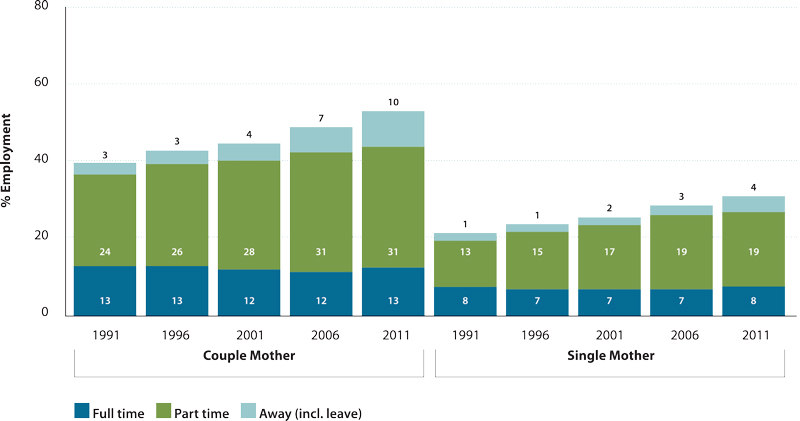 80
60
40
20
0
% Employment
3 3 4 7 10 1 1 2 3 4
24 26 28 31 31 13 15 17 19 19
13 13 12 12 13 8 7 7 7 8
1991 1996 2001 2006 2011 1991 1996 2001 2006 2011
Couple Mother Single Mother
Full time Part time Away (incl. leave)